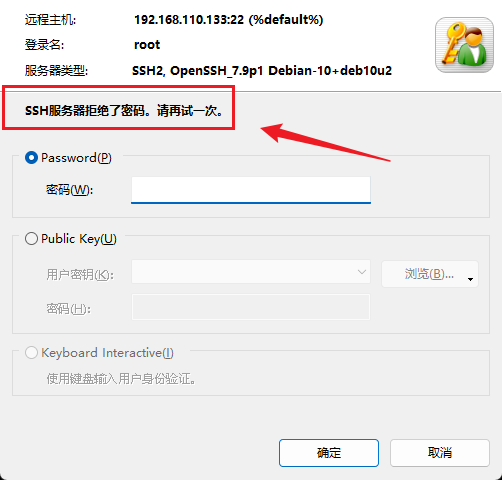 远程主机: 192.168.110.133:22 (%default%)
登录名: root
服务器类型: SSH2, OpenSSH_7.9p1 Debian-10+deb10u2
SSH服务器拒绝了密码。请再试一次。
Password(P)
密码(W):
Public Key(U)
用户密钥(K): 浏览(B)...
密码(H):
Keyboard Interactive(I)
使用键盘输入用户身份验证。
确定 取消